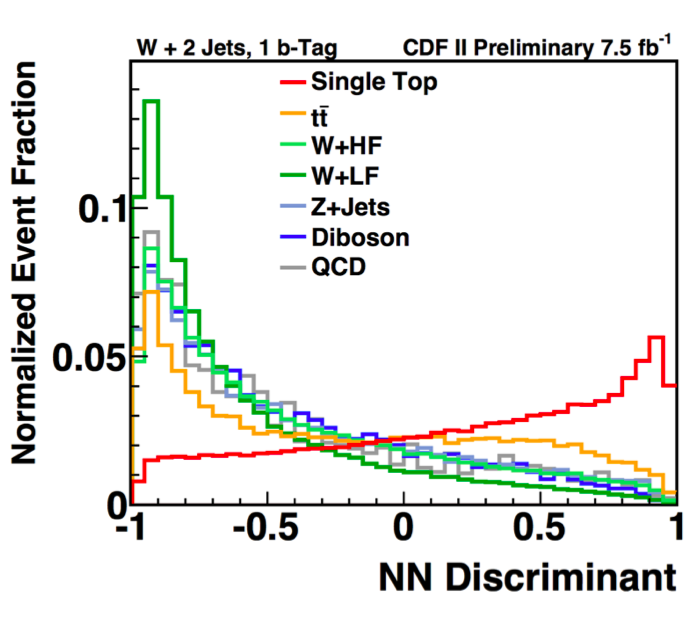 W + 2 Jets, 1 b-Tag
CDF II Preliminary 7.5 fb⁻¹
Normalized Event Fraction
Single Top
tt̄
W+HF
W+LF
Z+Jets
Diboson
QCD
0.1
0.05
0
-1
-0.5
0
0.5
1
NN Discriminant